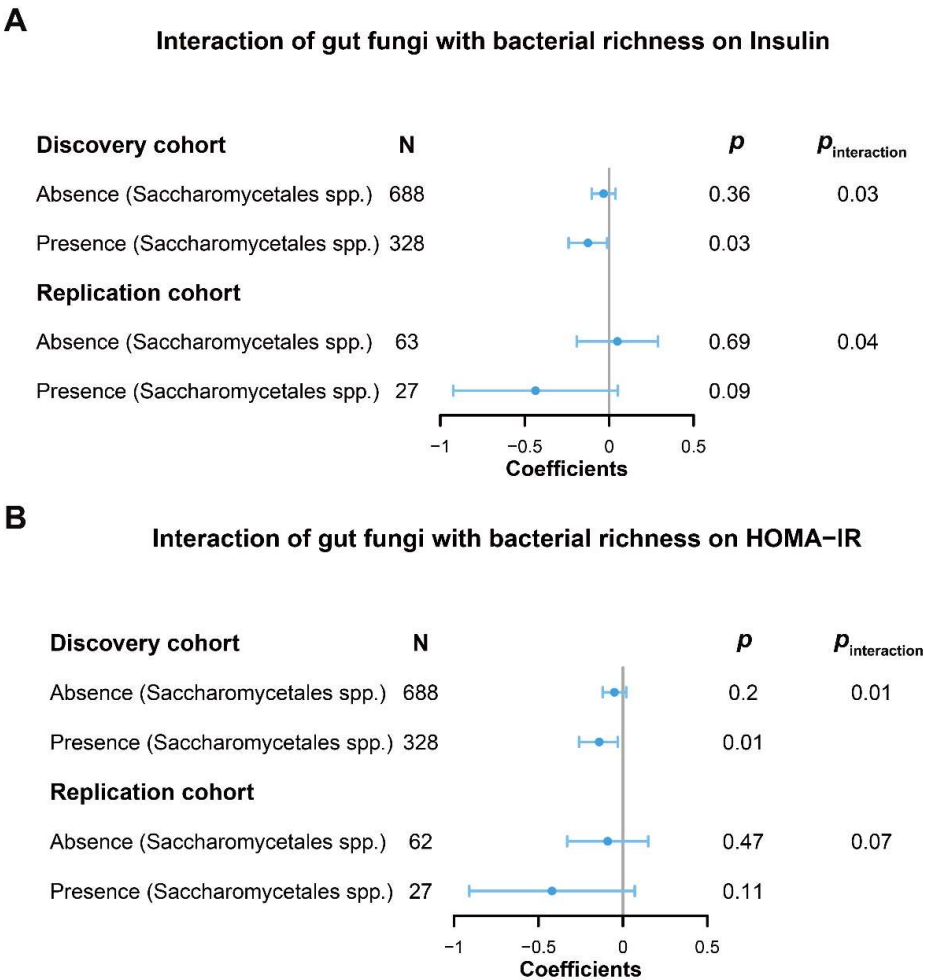 A
Interaction of gut fungi with bacterial richness on Insulin
Discovery cohort N p pinteraction
Absence (Saccharomycetales spp.) 688 0.36 0.03
Presence (Saccharomycetales spp.) 328 0.03
Replication cohort
Absence (Saccharomycetales spp.) 63 0.69 0.04
Presence (Saccharomycetales spp.) 27 0.09
−1 −0.5 0 0.5
Coefficients
B
Interaction of gut fungi with bacterial richness on HOMA−IR
Discovery cohort N p pinteraction
Absence (Saccharomycetales spp.) 688 0.2 0.01
Presence (Saccharomycetales spp.) 328 0.01
Replication cohort
Absence (Saccharomycetales spp.) 62 0.47 0.07
Presence (Saccharomycetales spp.) 27 0.11
−1 −0.5 0 0.5
Coefficients